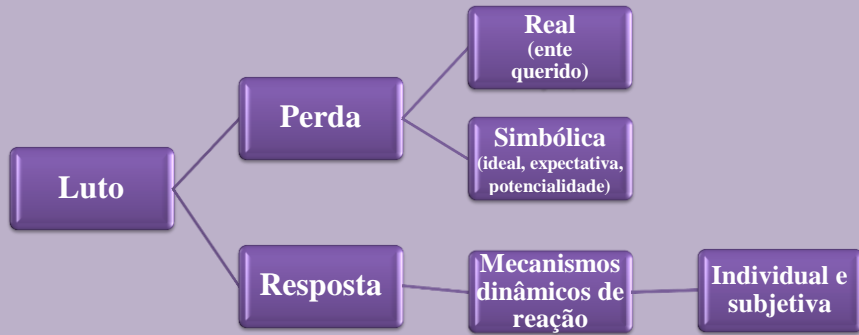 Luto
Perda
Real
(ente
querido)
Simbólica
(ideal, expectativa,
potencialidade)
Resposta
Mecanismos
dinâmicos de
reação
Individual e
subjetiva